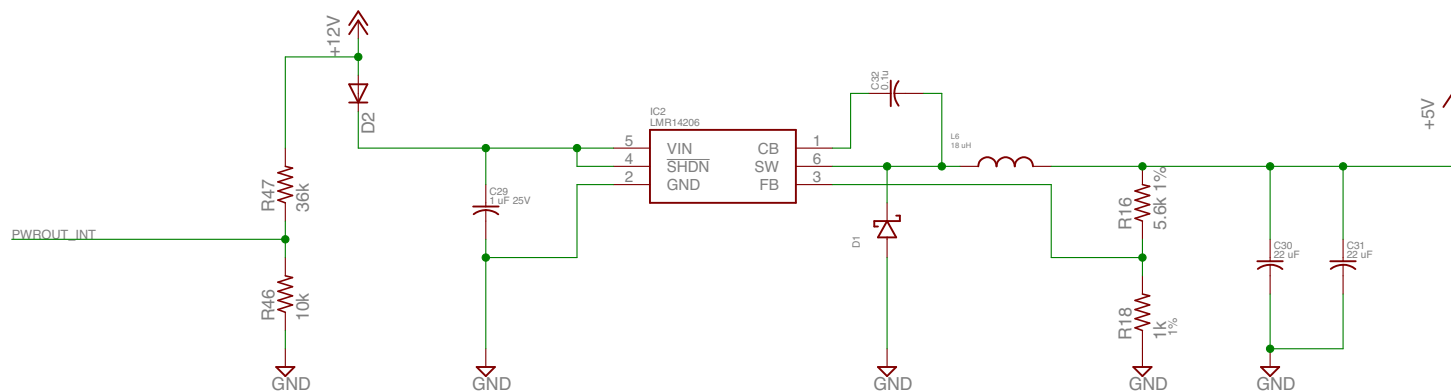 +12V
D2
R47
36k
PWROUT_INT
R46
10k
GND
C29
1 uF 25V
GND
IC2
LMR14206
5 VIN CB 1
4 SHDN SW 6
2 GND FB 3
C32
0.1u
L6
18 uH
D1
GND
R16
5.6k 1%
R18
1k
1%
GND
C30
22 uF
C31
22 uF
GND
+5V